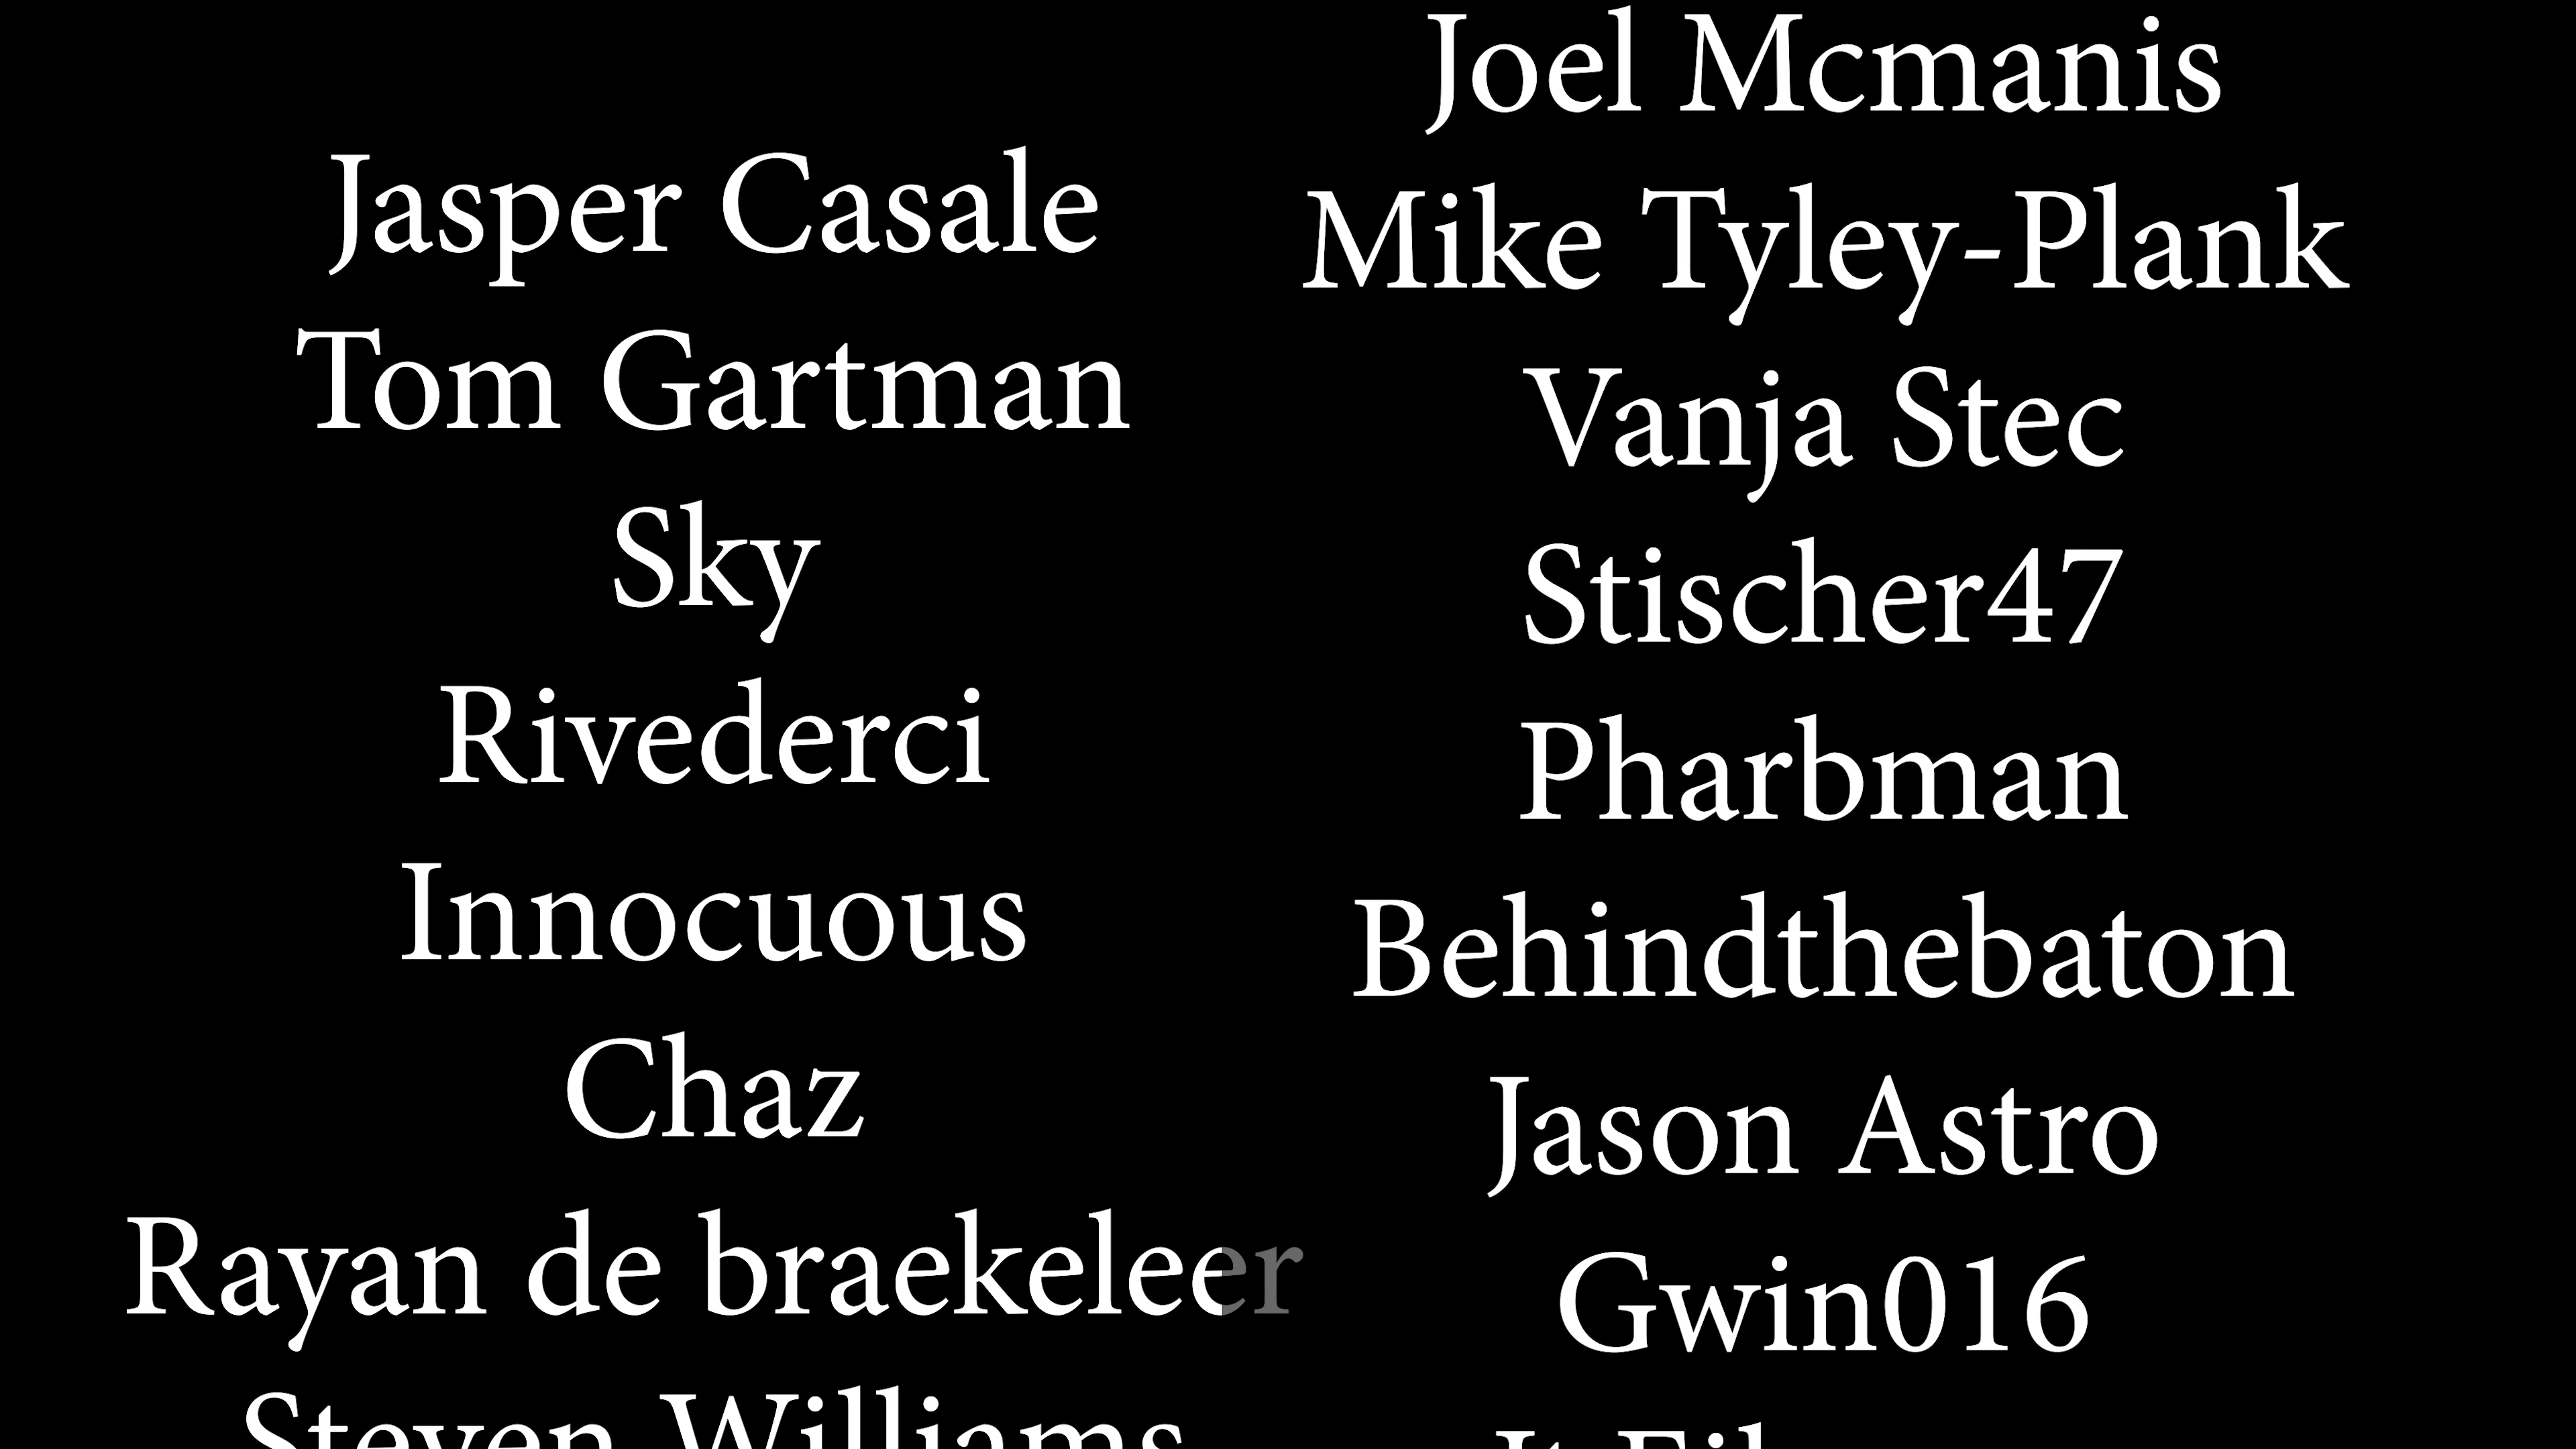 Jasper Casale
Tom Gartman
Sky
Rivederci
Innocuous
Chaz
Rayan de braekeleer
Steven Williams
Joel Mcmanis
Mike Tyley-Plank
Vanja Stec
Stischer47
Pharbman
Behindthebaton
Jason Astro
Gwin016